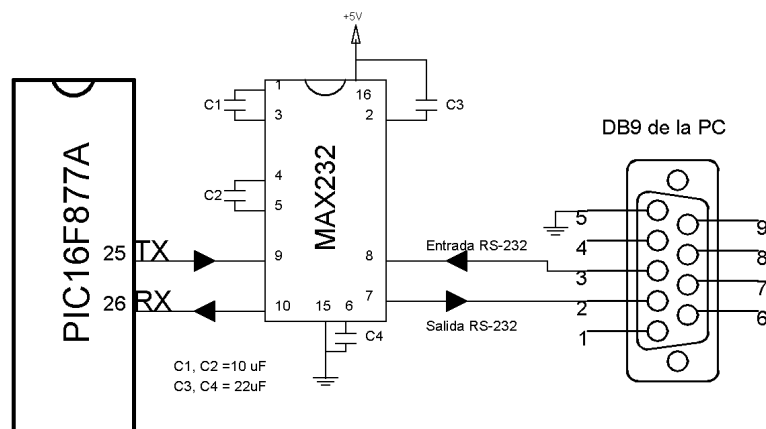 +5V
PIC16F877A
25 TX
26 RX
C1
C2
C3
C4
MAX232
1
3
4
5
9
10
16
2
8
7
15
6
Entrada RS-232
Salida RS-232
C1, C2 =10 uF
C3, C4 = 22uF
DB9 de la PC
5
4
3
2
1
9
8
7
6